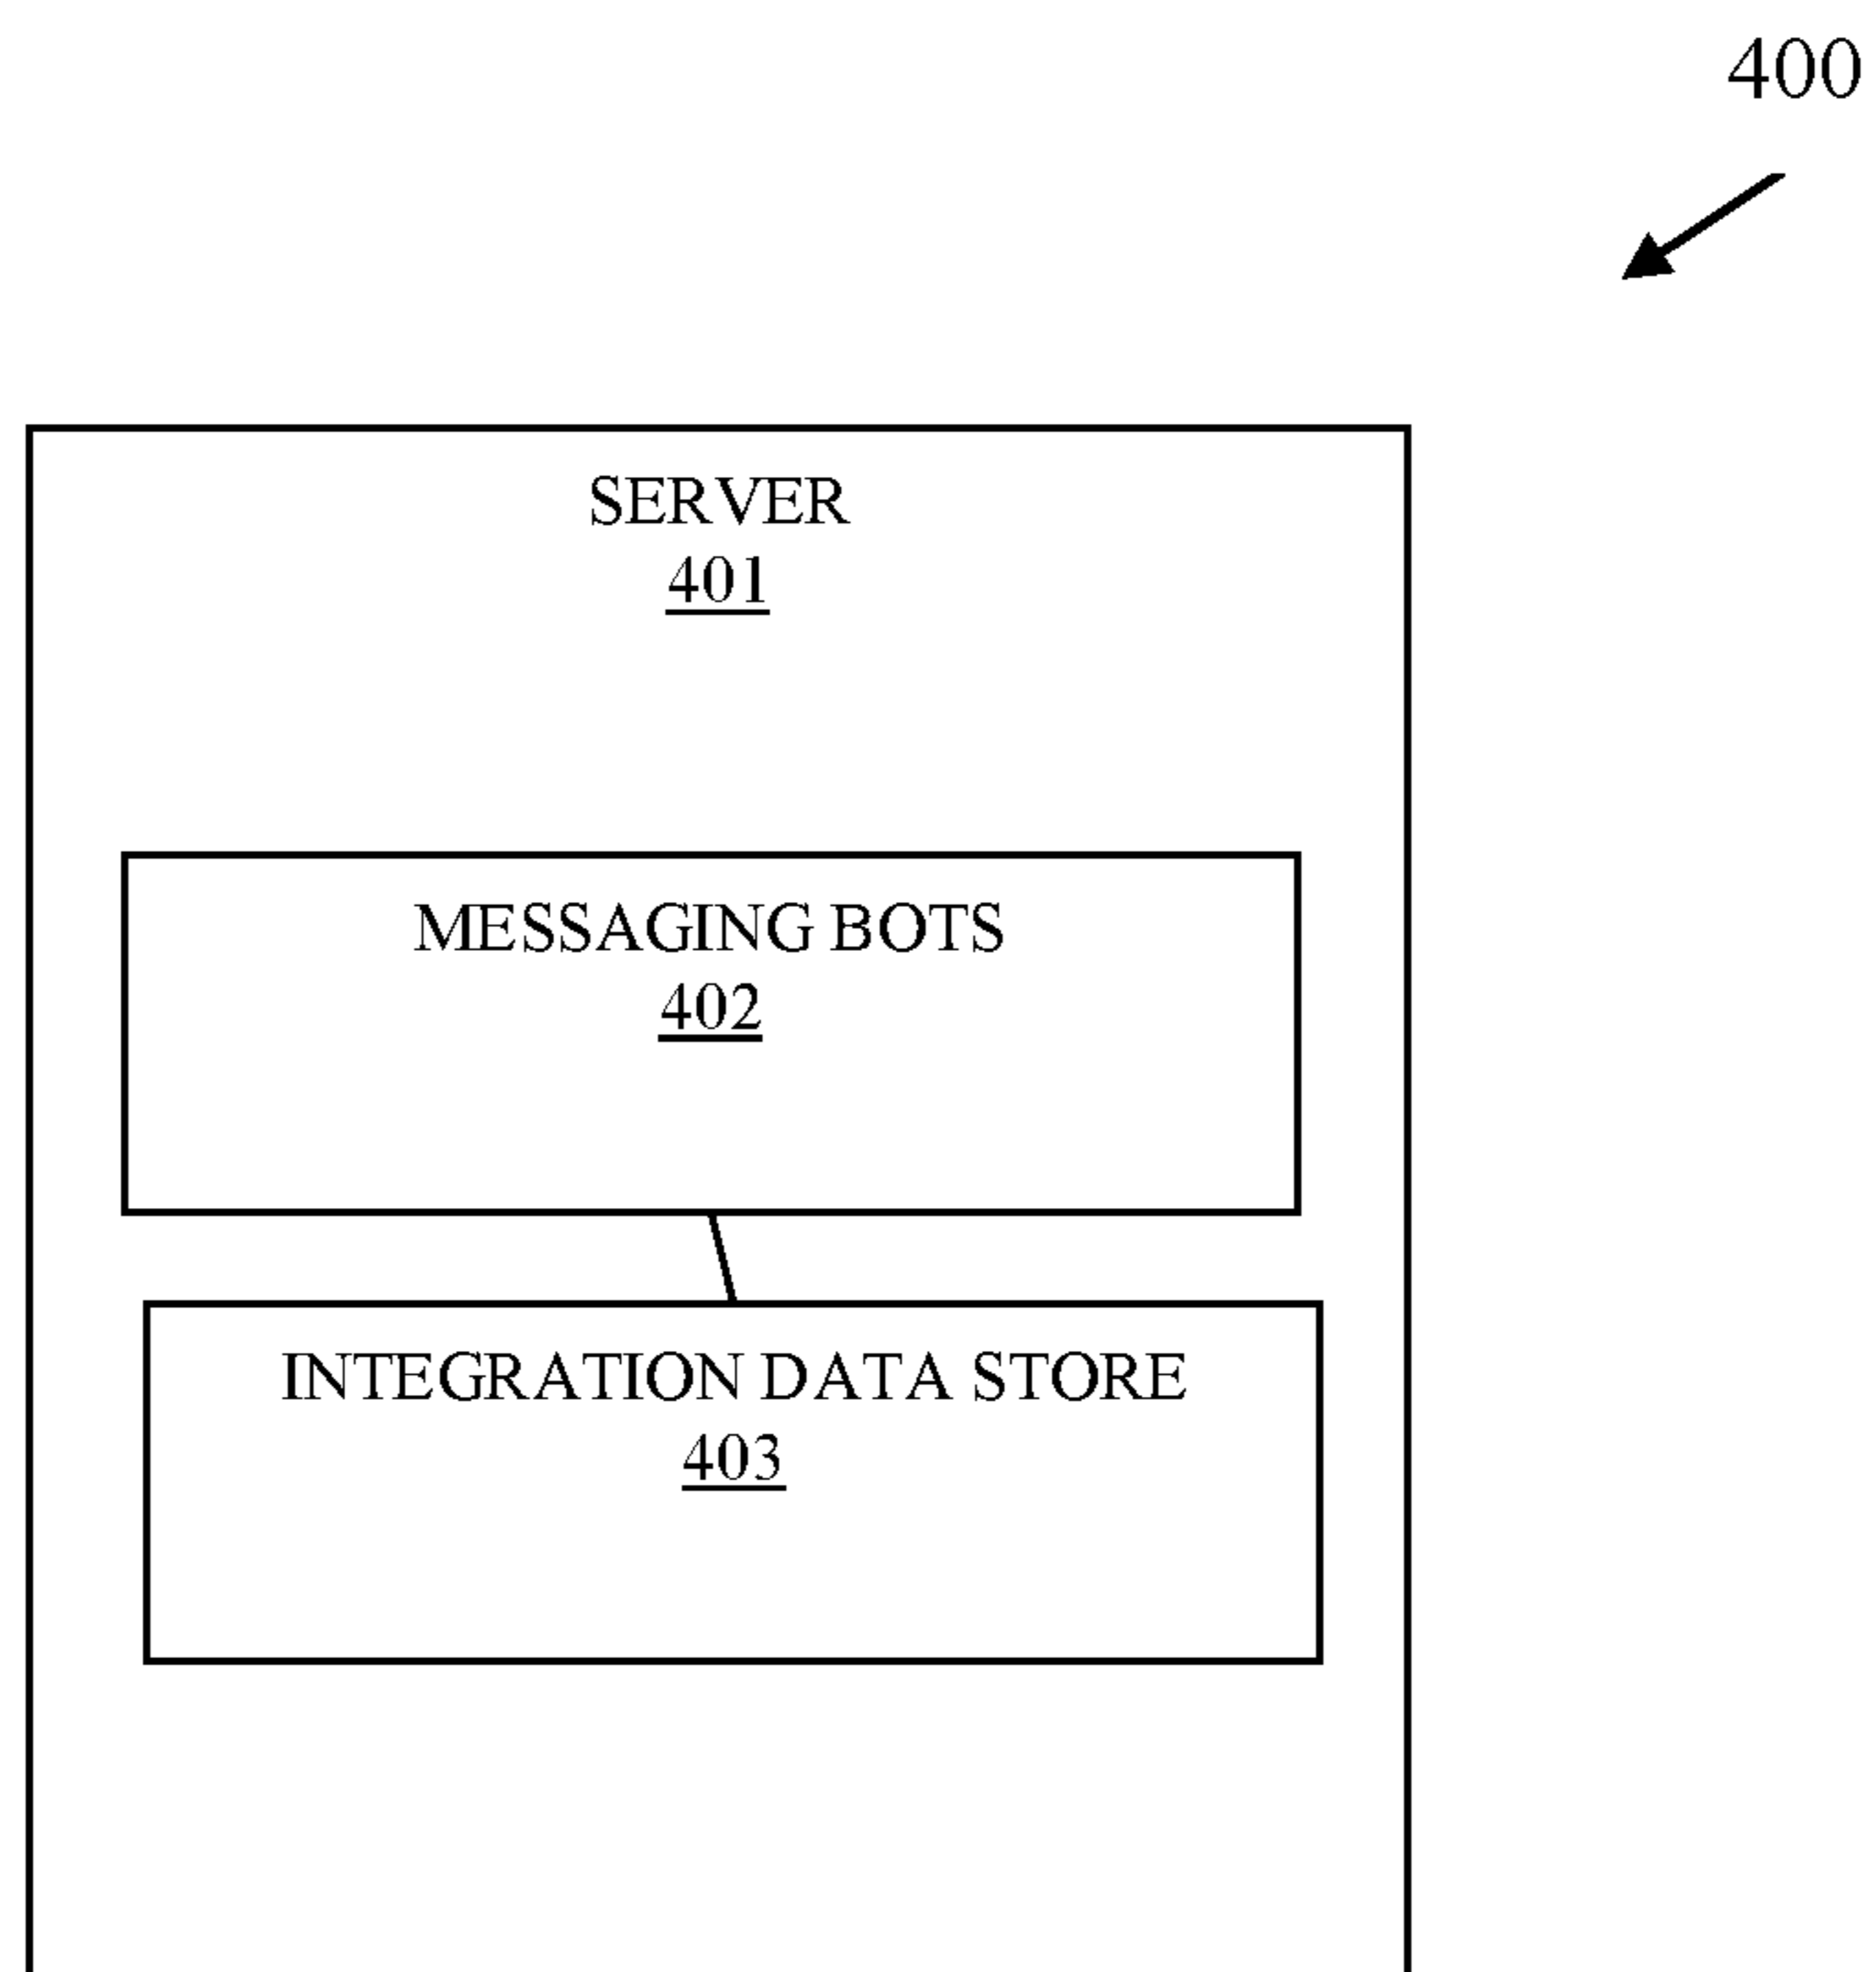 400
SERVER
401
MESSAGING BOTS
402
INTEGRATION DATA STORE
403